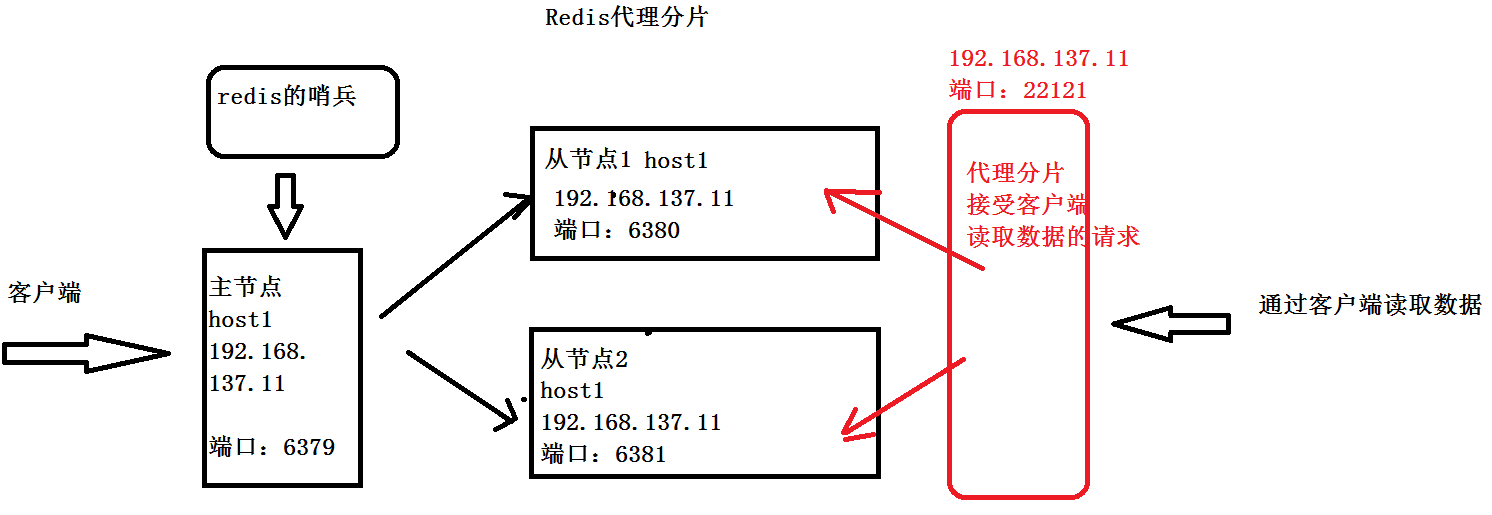 Redis代理分片
192.168.137.11
端口：22121
redis的哨兵
从节点1 host1
192.168.137.11
端口：6380
代理分片
接受客户端
读取数据的请求
客户端
主节点
host1
192.168.
137.11
端口：6379
通过客户端读取数据
从节点2
host1
192.168.137.11
端口：6381